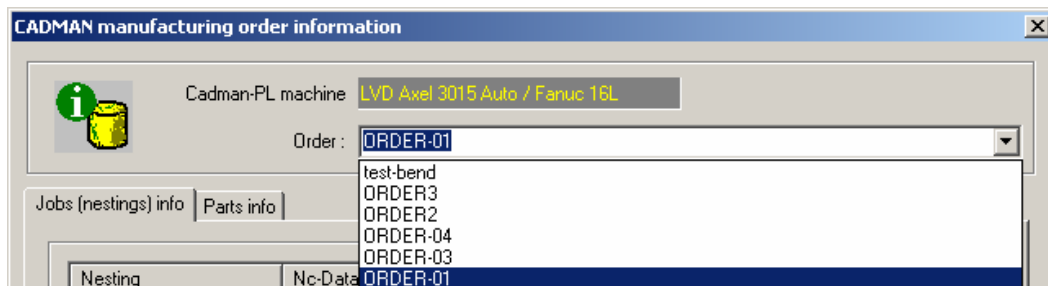 CADMAN manufacturing order information
Cadman-PL machine LVD Axel 3015 Auto / Fanuc 16L
Order : ORDER-01
test-bend
ORDER3
ORDER2
ORDER-04
ORDER-03
ORDER-01
Jobs (nestings) info Parts info
Nesting Nc-Data